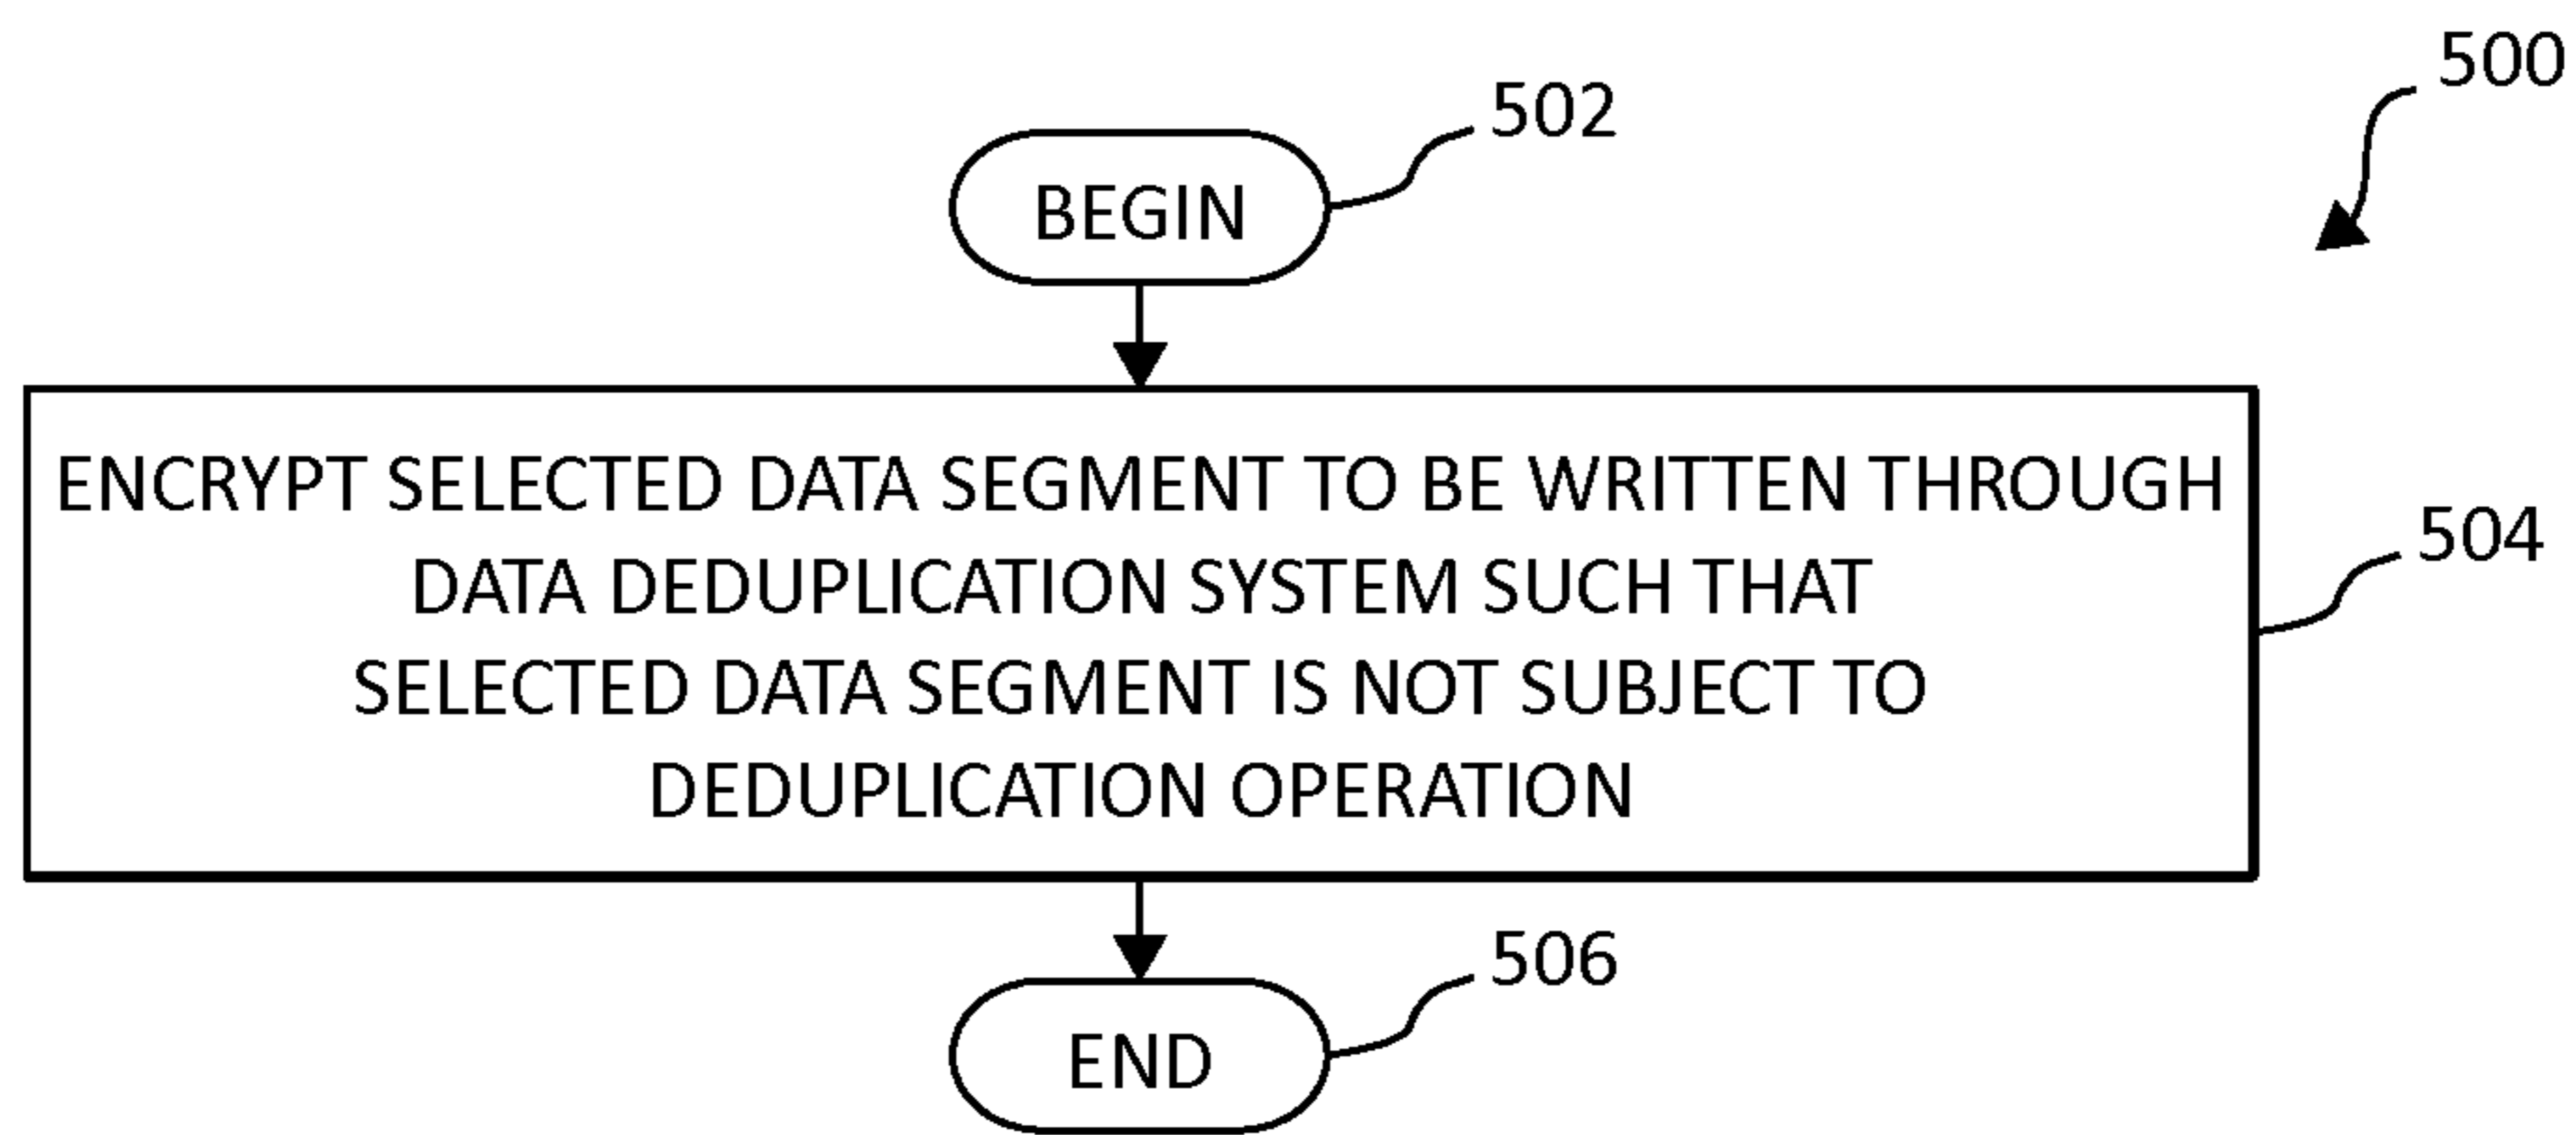 500
502
BEGIN
ENCRYPT SELECTED DATA SEGMENT TO BE WRITTEN THROUGH
DATA DEDUPLICATION SYSTEM SUCH THAT
SELECTED DATA SEGMENT IS NOT SUBJECT TO
DEDUPLICATION OPERATION
504
506
END